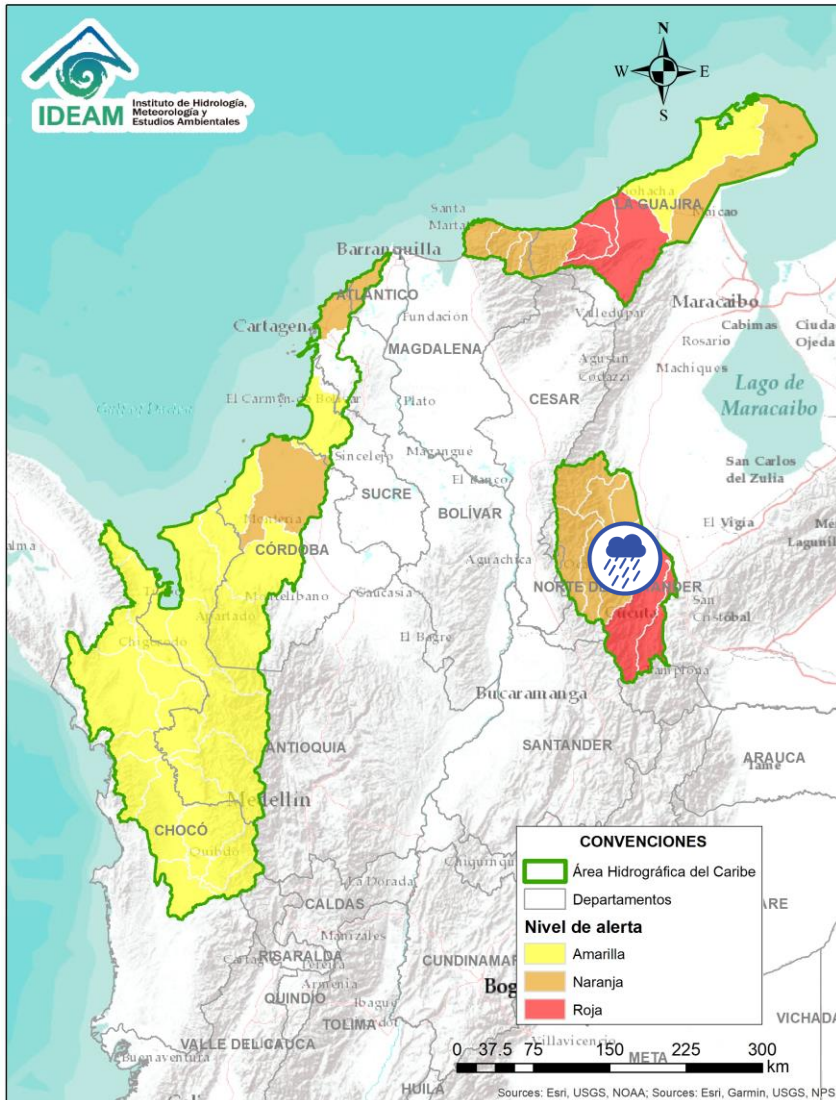 IDEAM
Instituto de Hidrología,
Meteorología y
Estudios Ambientales
N
W
E
S
Riohacha
LA GUAJIRA
Maicao
Santa
Marta
Barranquilla
ATLÁNTICO
Cartagena
Fundación
Valledupar
Maracaibo
Cabimas
Ciudad
Ojeda
Rosario
MAGDALENA
Machiques
Agustín
Codazzi
Lago de
Maracaibo
CESAR
El Carmen de Bolívar
Plato
Sincelejo
Magangué
San Carlos
del Zulia
El Banco
SUCRE
BOLÍVAR
El Vigía
Montería
CÓRDOBA
Aguachica
NORTE DE SANTANDER
Cúcuta
San
Cristóbal
Montelíbano
Caucasia
Apartadó
Chigorodó
El Bagre
Pamplona
Bucaramanga
SANTANDER
ARAUCA
Tame
ANTIOQUIA
Medellín
CHOCÓ
Quibdó
La Dorada
CALDAS
Manizales
RISARALDA
Pereira
Armenia
QUINDÍO
Ibagué
TOLIMA
CUNDINAMAR
Bog
VICHADA
VALLE DEL CAUCA
Buenaventura
Villavicencio
META
HUILA
CONVENCIONES
Área Hidrográfica del Caribe
Departamentos
Nivel de alerta
Amarilla
Naranja
Roja
0 37.5 75 150 225 300
km
Sources: Esri, USGS, NOAA; Sources: Esri, Garmin, USGS, NPS